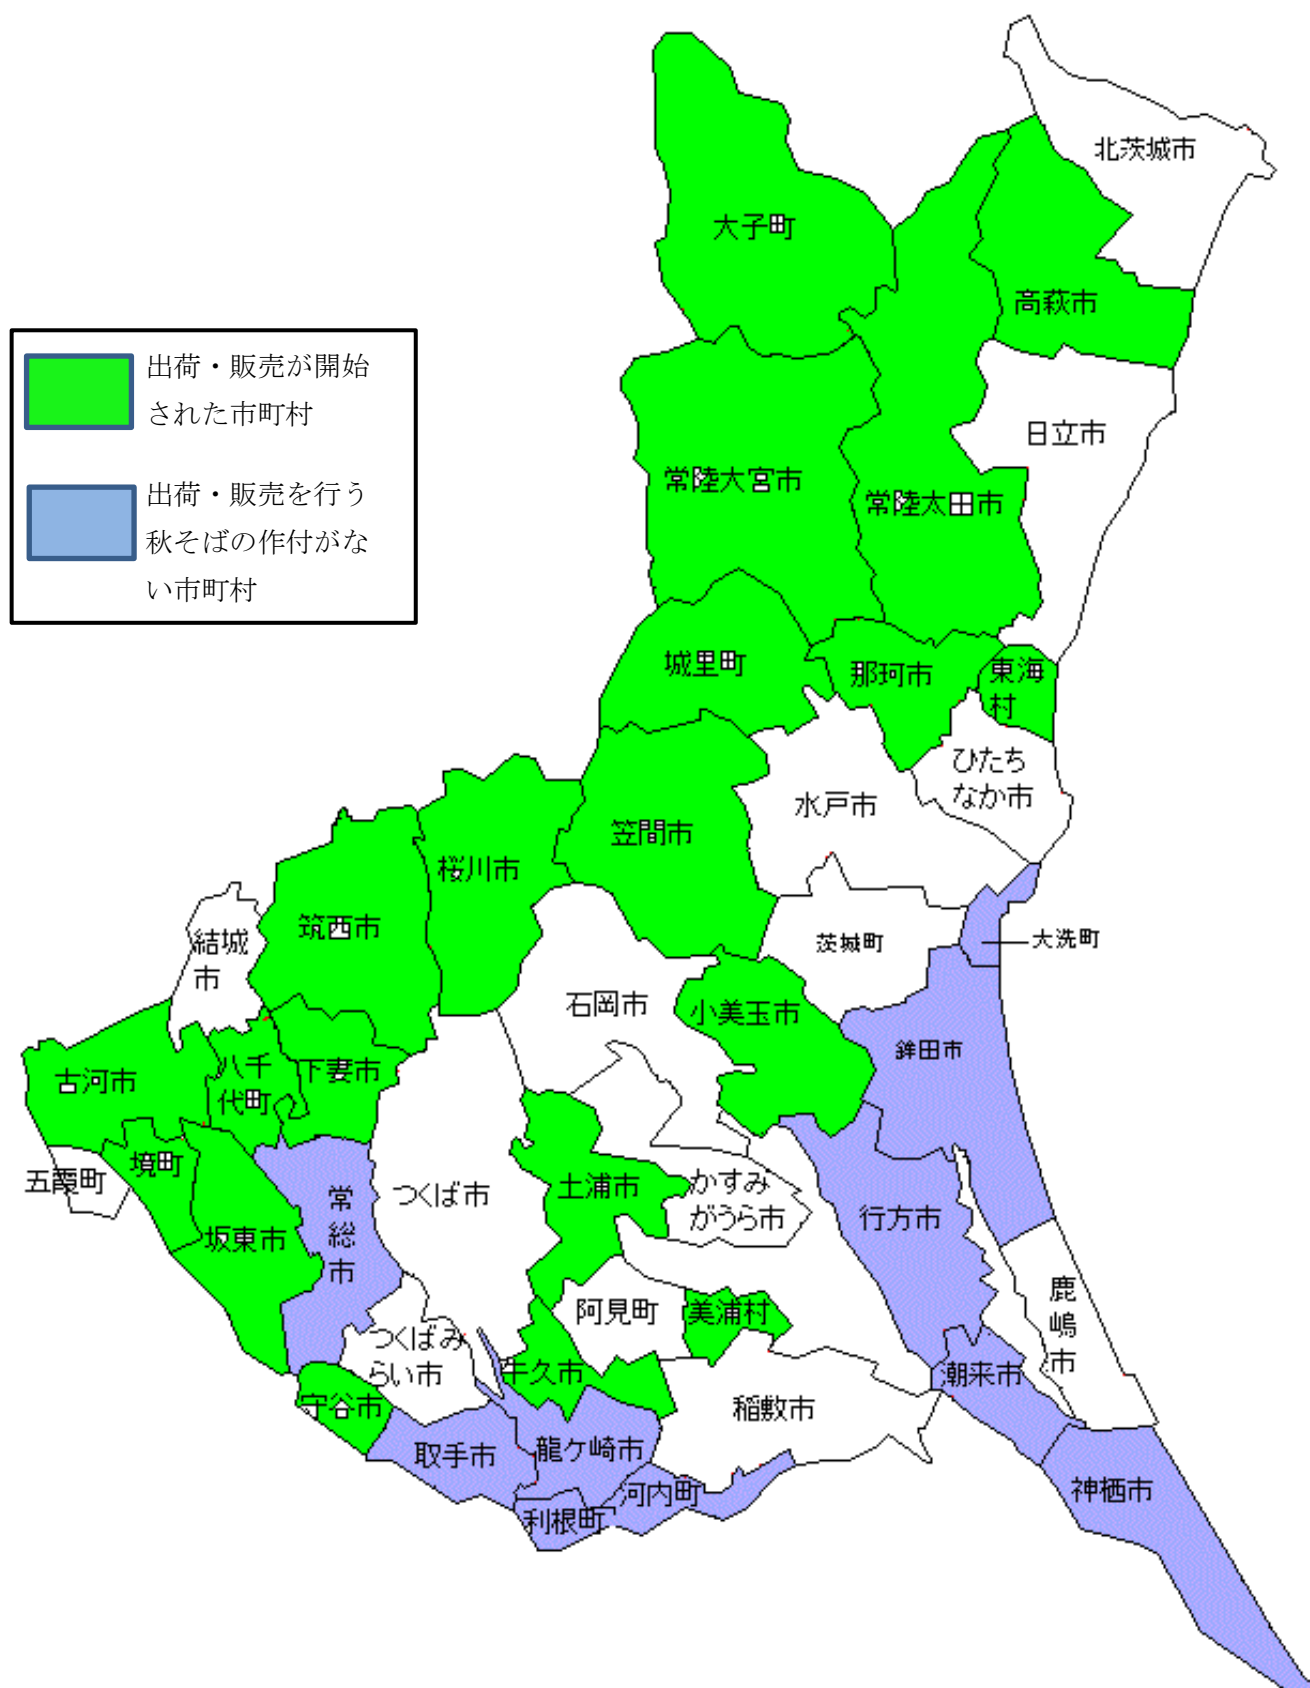 北茨城市
大子町
高萩市
出荷・販売が開始
された市町村
出荷・販売を行う
秋そばの作付がな
い市町村
日立市
常陸大宮市
常陸太田市
城里町
那珂市
東海
村
ひたち
なか市
水戸市
笠間市
桜川市
筑西市
結城
市
茨城町
大洗町
石岡市
小美玉市
鉾田市
古河市
八千
代町
下妻市
境町
五霞町
坂東市
常
総
市
つくば市
土浦市
かすみ
がうら市
行方市
鹿
嶋
市
阿見町
美浦村
つくばみ
らい市
牛久市
潮来市
守谷市
稲敷市
取手市
龍ケ崎市
河内町
利根町
神栖市